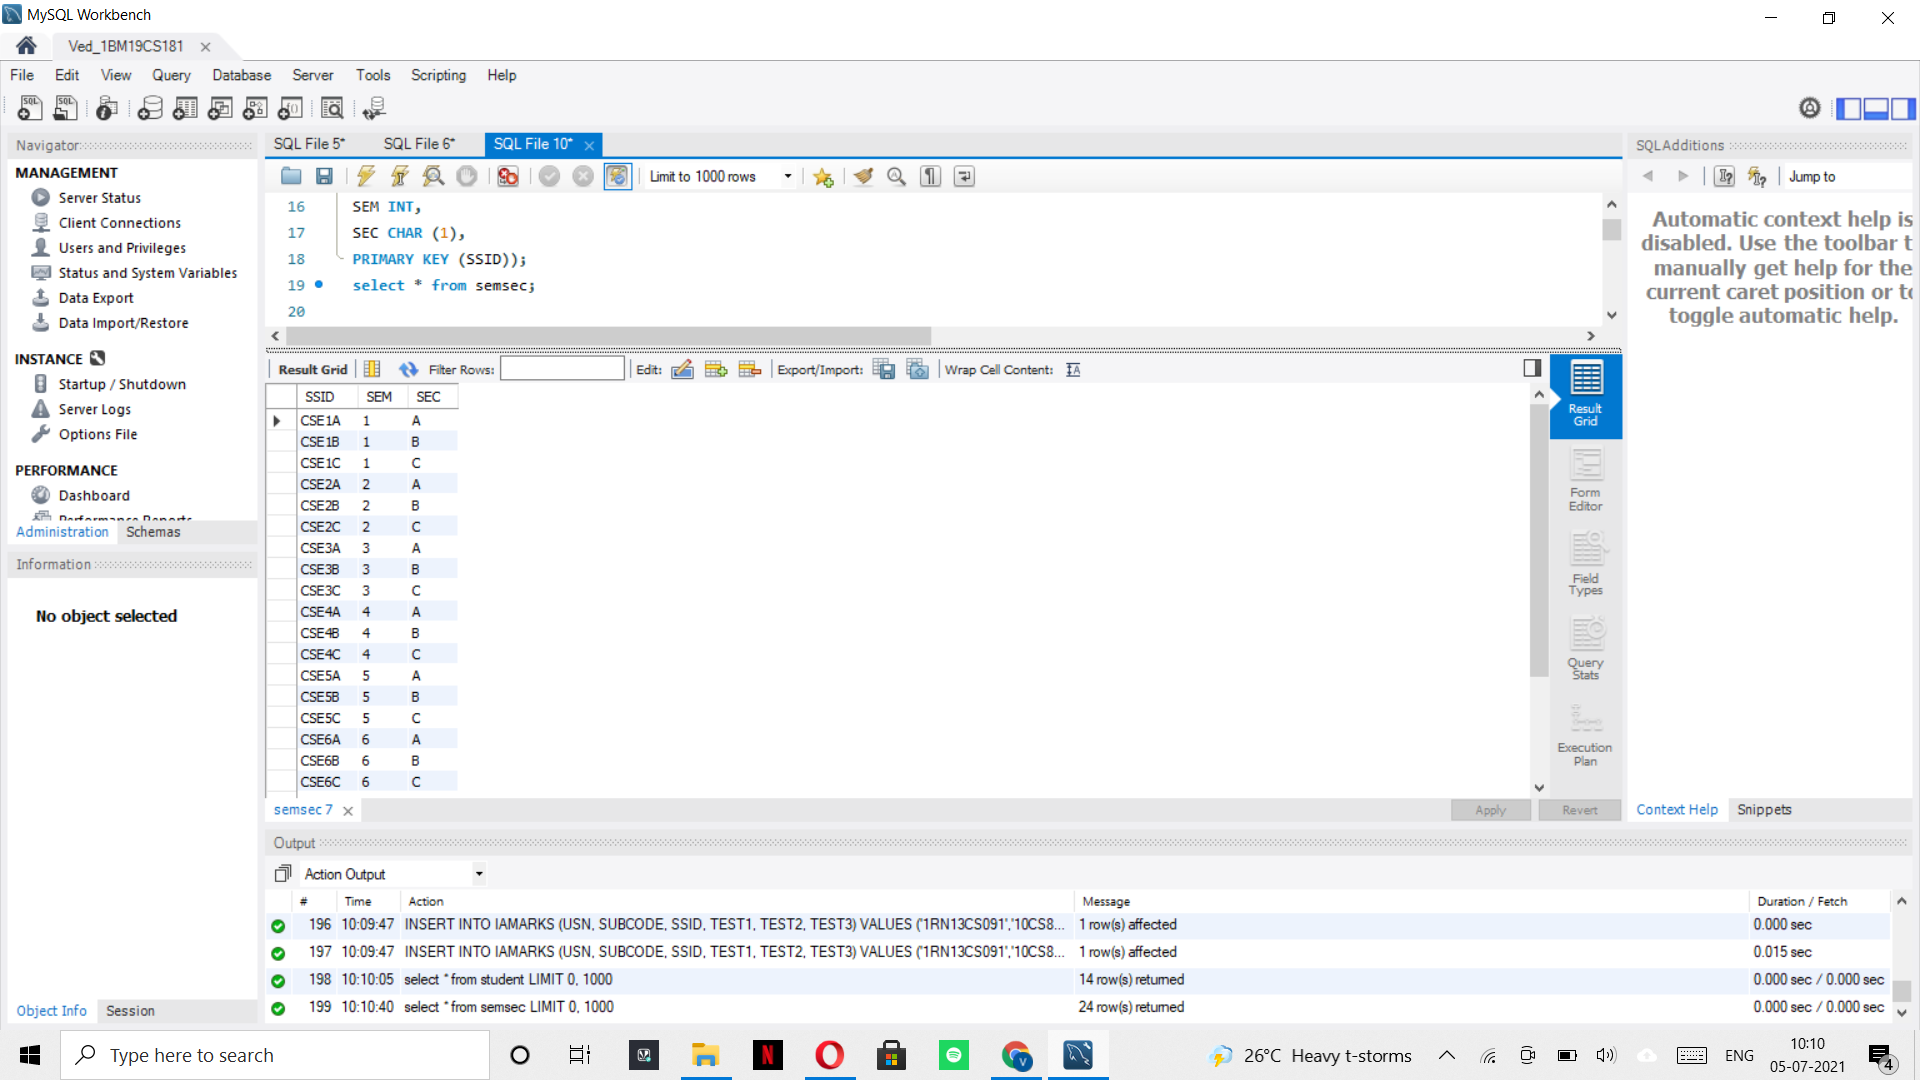 MySQL Workbench
Ved_1BM19CS181
File Edit View Query Database Server Tools Scripting Help
Navigator
MANAGEMENT
Server Status
Client Connections
Users and Privileges
Status and System Variables
Data Export
Data Import/Restore
INSTANCE
Startup / Shutdown
Server Logs
Options File
PERFORMANCE
Dashboard
Performance Reports
Administration Schemas
Information
No object selected
Object Info Session
SQL File 5* SQL File 6* SQL File 10*
Limit to 1000 rows
16 SEM INT,
17 SEC CHAR (1),
18 PRIMARY KEY (SSID));
19 select * from semsec;
20
Result Grid Filter Rows: Edit: Export/Import: Wrap Cell Content:
SSID SEM SEC
CSE1A 1 A
CSE1B 1 B
CSE1C 1 C
CSE2A 2 A
CSE2B 2 B
CSE2C 2 C
CSE3A 3 A
CSE3B 3 B
CSE3C 3 C
CSE4A 4 A
CSE4B 4 B
CSE4C 4 C
CSE5A 5 A
CSE5B 5 B
CSE5C 5 C
CSE6A 6 A
CSE6B 6 B
CSE6C 6 C
Result
Grid
Form
Editor
Field
Types
Query
Stats
Execution
Plan
semsec 7
Apply Revert
SQLAdditions
Jump to
Automatic context help is
disabled. Use the toolbar t
manually get help for the
current caret position or to
toggle automatic help.
Context Help Snippets
Output
Action Output
# Time Action Message Duration / Fetch
196 10:09:47 INSERT INTO IAMARKS (USN, SUBCODE, SSID, TEST1, TEST2, TEST3) VALUES ('1RN13CS091','10CS8... 1 row(s) affected 0.000 sec
197 10:09:47 INSERT INTO IAMARKS (USN, SUBCODE, SSID, TEST1, TEST2, TEST3) VALUES ('1RN13CS091','10CS8... 1 row(s) affected 0.015 sec
198 10:10:05 select * from student LIMIT 0, 1000 14 row(s) returned 0.000 sec / 0.000 sec
199 10:10:40 select * from semsec LIMIT 0, 1000 24 row(s) returned 0.000 sec / 0.000 sec
Type here to search
26°C Heavy t-storms
ENG
10:10
05-07-2021
4